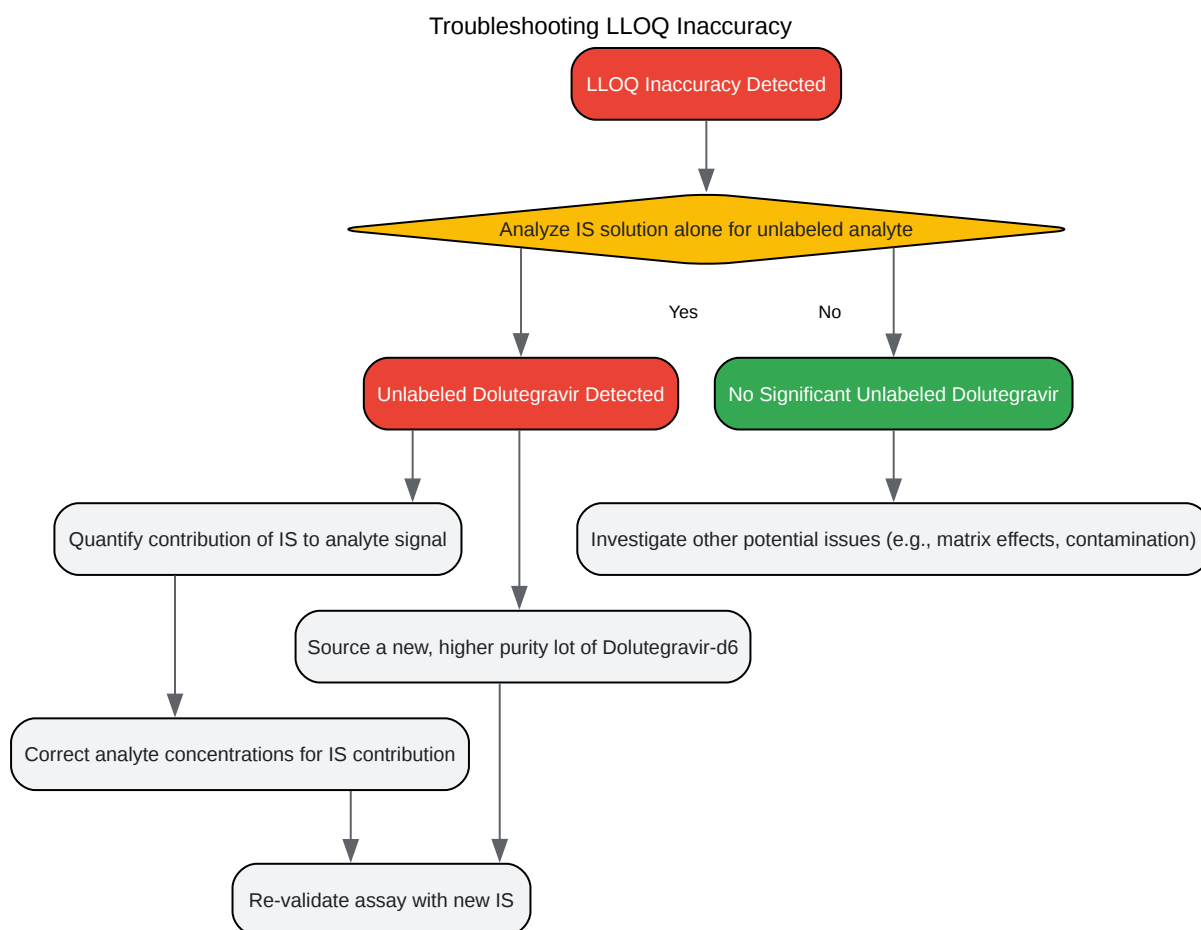 Troubleshooting LLOQ Inaccuracy
LLOQ Inaccuracy Detected
Analyze IS solution alone for unlabeled analyte
Yes
No
Unlabeled Dolutegravir Detected
No Significant Unlabeled Dolutegravir
Quantify contribution of IS to analyte signal
Investigate other potential issues (e.g., matrix effects, contamination)
Source a new, higher purity lot of Dolutegravir-d6
Correct analyte concentrations for IS contribution
Re-validate assay with new IS